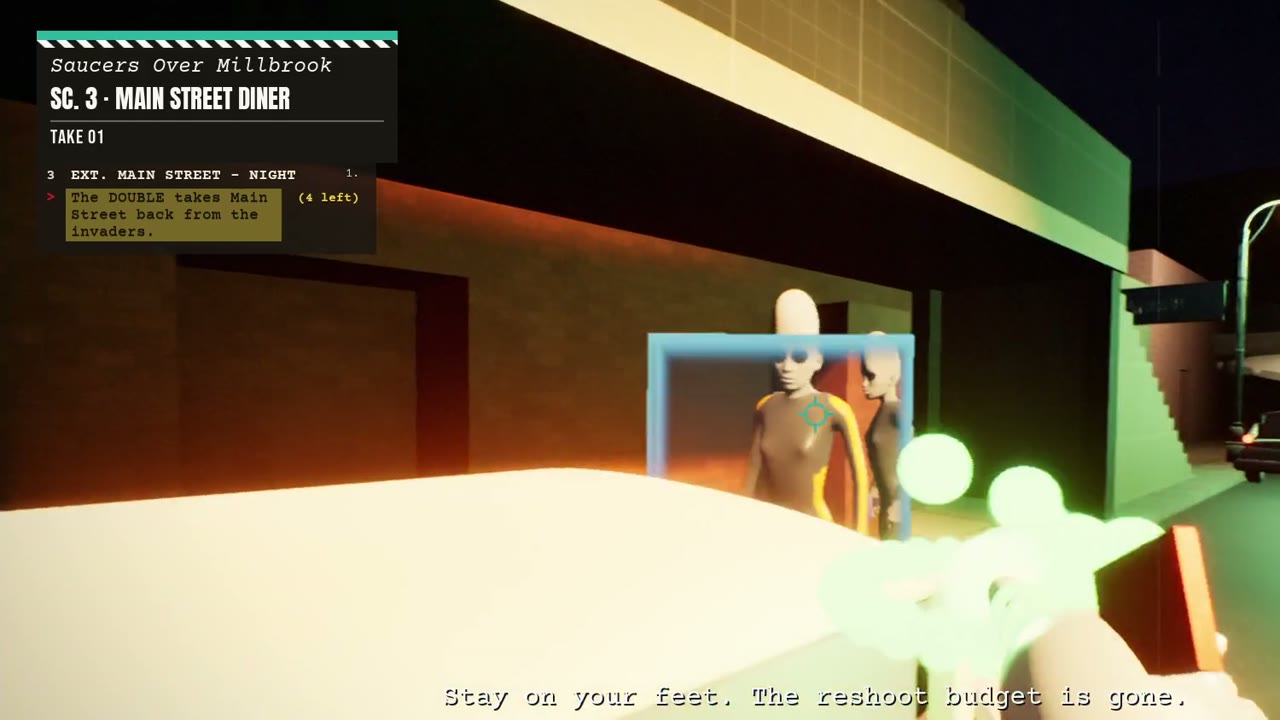 Saucers Over Millbrook
SC. 3 · MAIN STREET DINER
TAKE 01
3 EXT. MAIN STREET – NIGHT 1.
> The DOUBLE takes Main (4 left)
Street back from the
invaders.
Stay on your feet. The reshoot budget is gone.